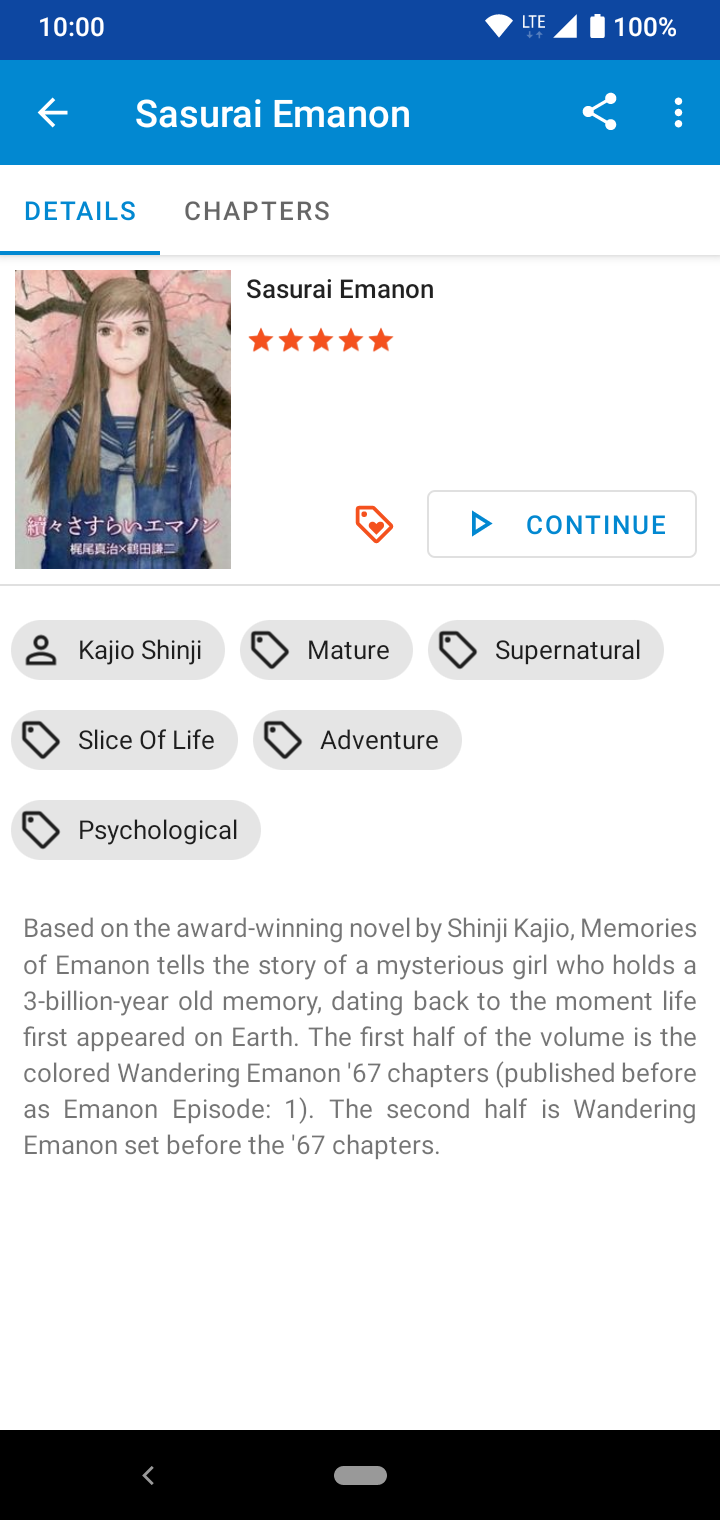 10:00 LTE 100%
Sasurai Emanon
DETAILS CHAPTERS
Sasurai Emanon
續々さすらいエマノン
梶尾真治×鶴田謙二
CONTINUE
Kajio Shinji Mature Supernatural
Slice Of Life Adventure
Psychological
Based on the award-winning novel by Shinji Kajio, Memories
of Emanon tells the story of a mysterious girl who holds a
3-billion-year old memory, dating back to the moment life
first appeared on Earth. The first half of the volume is the
colored Wandering Emanon '67 chapters (published before
as Emanon Episode: 1). The second half is Wandering
Emanon set before the '67 chapters.